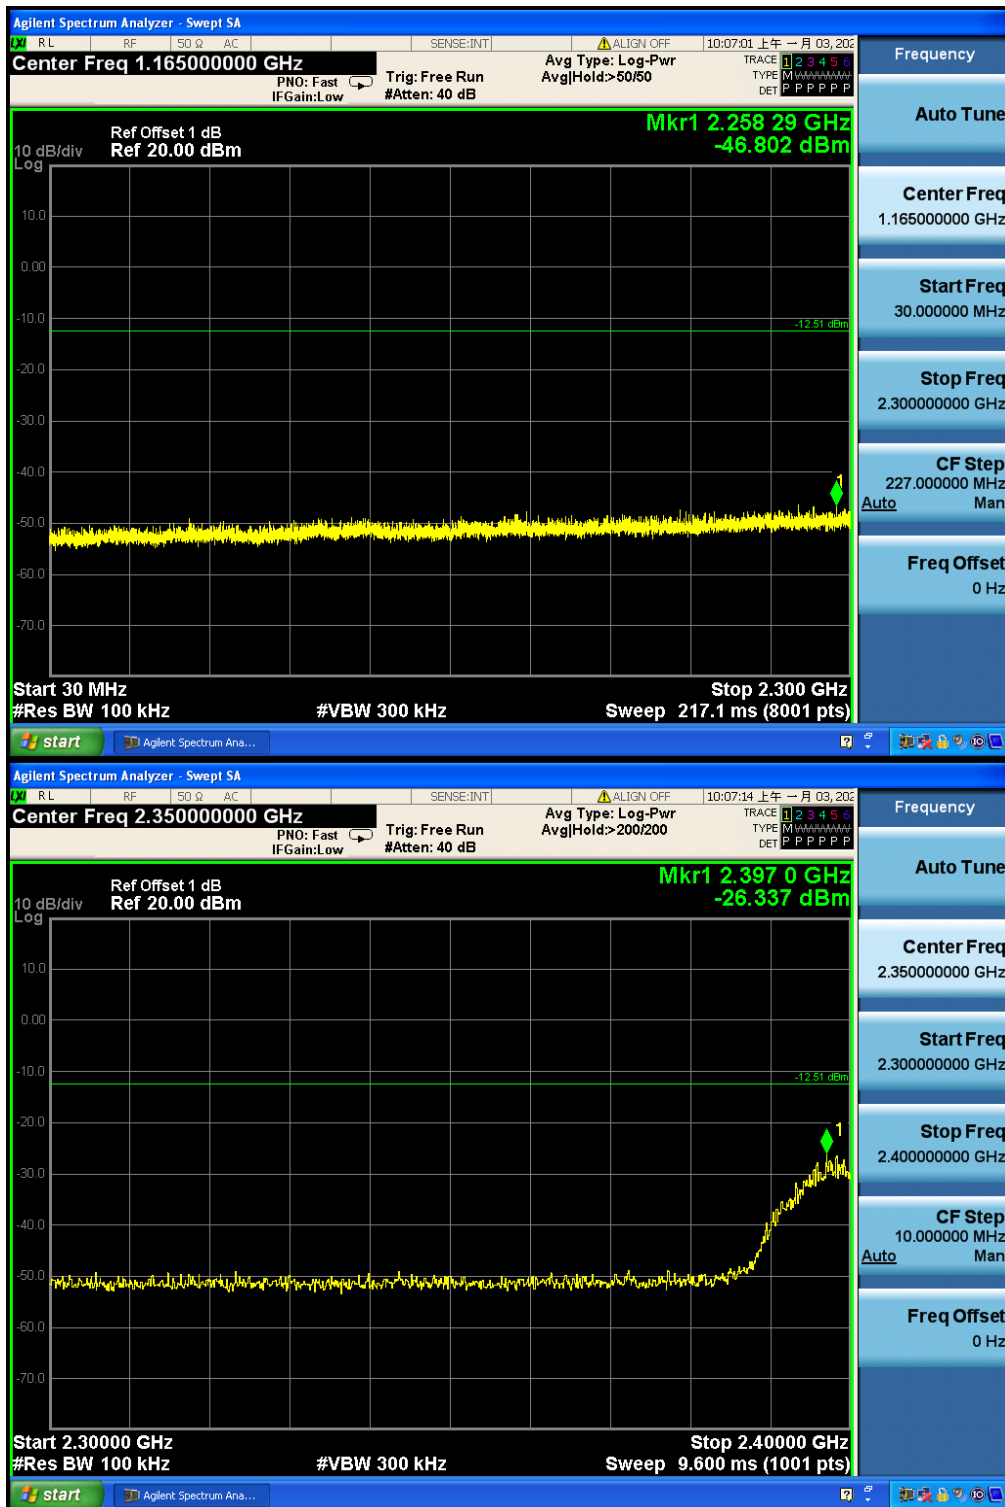 Agilent Spectrum Analyzer - Swept SA
LXI RL RF 50 Ω AC SENSE:INT ALIGN OFF 10:07:01 上午 一月 03, 202
Center Freq 1.165000000 GHz
PNO: Fast
IFGain:Low
Trig: Free Run
#Atten: 40 dB
Avg Type: Log-Pwr
Avg|Hold:>50/50
TRACE 1 2 3 4 5 6
TYPE M W W W W W
DET P P P P P P
Mkr1 2.258 29 GHz
-46.802 dBm
Ref Offset 1 dB
10 dB/div Ref 20.00 dBm
Log
10.0
0.00
-10.0
-12.51 dBm
-20.0
-30.0
-40.0
1
-50.0
-60.0
-70.0
Start 30 MHz Stop 2.300 GHz
#Res BW 100 kHz #VBW 300 kHz Sweep 217.1 ms (8001 pts)
Frequency
Auto Tune
Center Freq
1.165000000 GHz
Start Freq
30.000000 MHz
Stop Freq
2.300000000 GHz
CF Step
227.000000 MHz
Auto Man
Freq Offset
0 Hz
start Agilent Spectrum Ana...
Agilent Spectrum Analyzer - Swept SA
LXI RL RF 50 Ω AC SENSE:INT ALIGN OFF 10:07:14 上午 一月 03, 202
Center Freq 2.350000000 GHz
PNO: Fast
IFGain:Low
Trig: Free Run
#Atten: 40 dB
Avg Type: Log-Pwr
Avg|Hold:>200/200
TRACE 1 2 3 4 5 6
TYPE M W W W W W
DET P P P P P P
Mkr1 2.397 0 GHz
-26.337 dBm
Ref Offset 1 dB
10 dB/div Ref 20.00 dBm
Log
10.0
0.00
-10.0
-12.51 dBm
-20.0
1
-30.0
-40.0
-50.0
-60.0
-70.0
Start 2.30000 GHz Stop 2.40000 GHz
#Res BW 100 kHz #VBW 300 kHz Sweep 9.600 ms (1001 pts)
Frequency
Auto Tune
Center Freq
2.350000000 GHz
Start Freq
2.300000000 GHz
Stop Freq
2.400000000 GHz
CF Step
10.000000 MHz
Auto Man
Freq Offset
0 Hz
start Agilent Spectrum Ana...